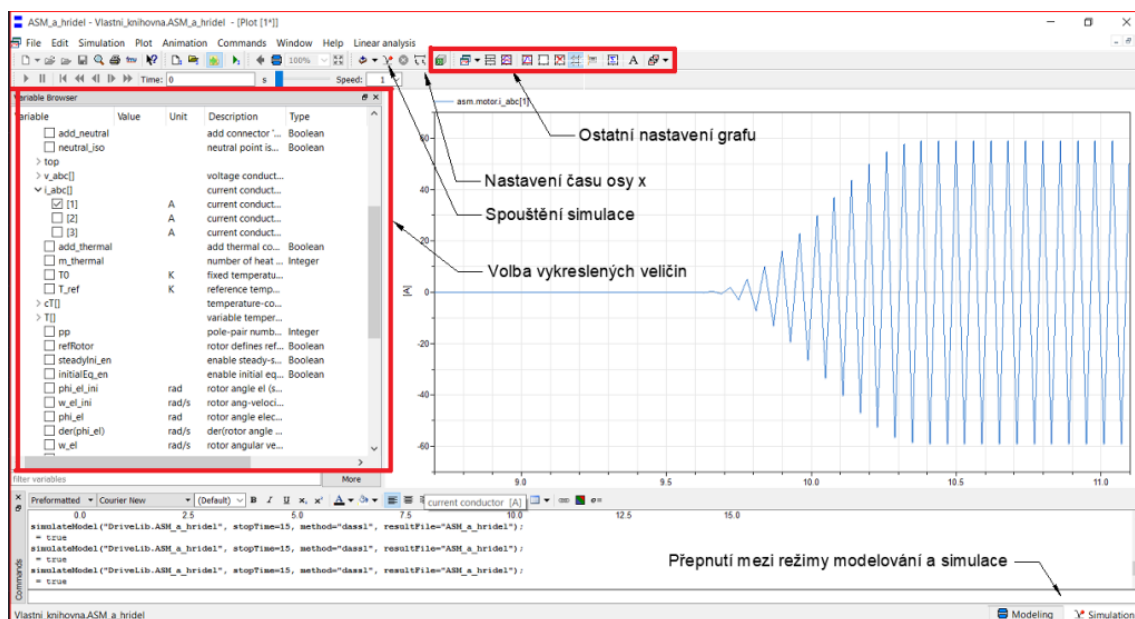 ASM_a_hridel - Vlastni_knihovna.ASM_a_hridel - [Plot [1*]]
File Edit Simulation Plot Animation Commands Window Help Linear analysis
100%
Time: 0 s Speed: 1
Variable Browser
Variable Value Unit Description Type
add_neutral add connector '... Boolean
neutral_iso neutral point is... Boolean
top
v_abc[] voltage conduct...
i_abc[] current conduct...
[1] A current conduct...
[2] A current conduct...
[3] A current conduct...
add_thermal add thermal co... Boolean
m_thermal number of heat ... Integer
T0 K fixed temperatu...
T_ref K reference temp...
cT[] temperature-co...
T[] variable temper...
pp pole-pair numb... Integer
refRotor rotor defines ref... Boolean
steadyIni_en enable steady-s... Boolean
initialEq_en enable initial eq... Boolean
phi_el_ini rad rotor angle el (s...
w_el_ini rad/s rotor ang-veloci...
phi_el rad rotor angle elec...
der(phi_el) rad/s der(rotor angle ...
w_el rad/s rotor angular ve...
filter variables More
asm.motor.i_abc[1]
Ostatní nastavení grafu
Nastavení času osy x
Spouštění simulace
Volba vykreslených veličin
[A]
60
40
20
0
-20
-40
-60
9.0 9.5 10.0 10.5 11.0
Preformatted Courier New (Default) B I U
current conductor [A]
0.0 2.5 5.0 7.5 10.0 12.5 15.0
simulateModel("DriveLib.ASM_a_hridel", stopTime=15, method="dassl", resultFile="ASM_a_hridel");
= true
simulateModel("DriveLib.ASM_a_hridel", stopTime=15, method="dassl", resultFile="ASM_a_hridel");
= true
simulateModel("DriveLib.ASM_a_hridel", stopTime=15, method="dassl", resultFile="ASM_a_hridel");
= true
Commands
Přepnutí mezi režimy modelování a simulace
Vlastni_knihovna.ASM_a_hridel
Modeling Simulation